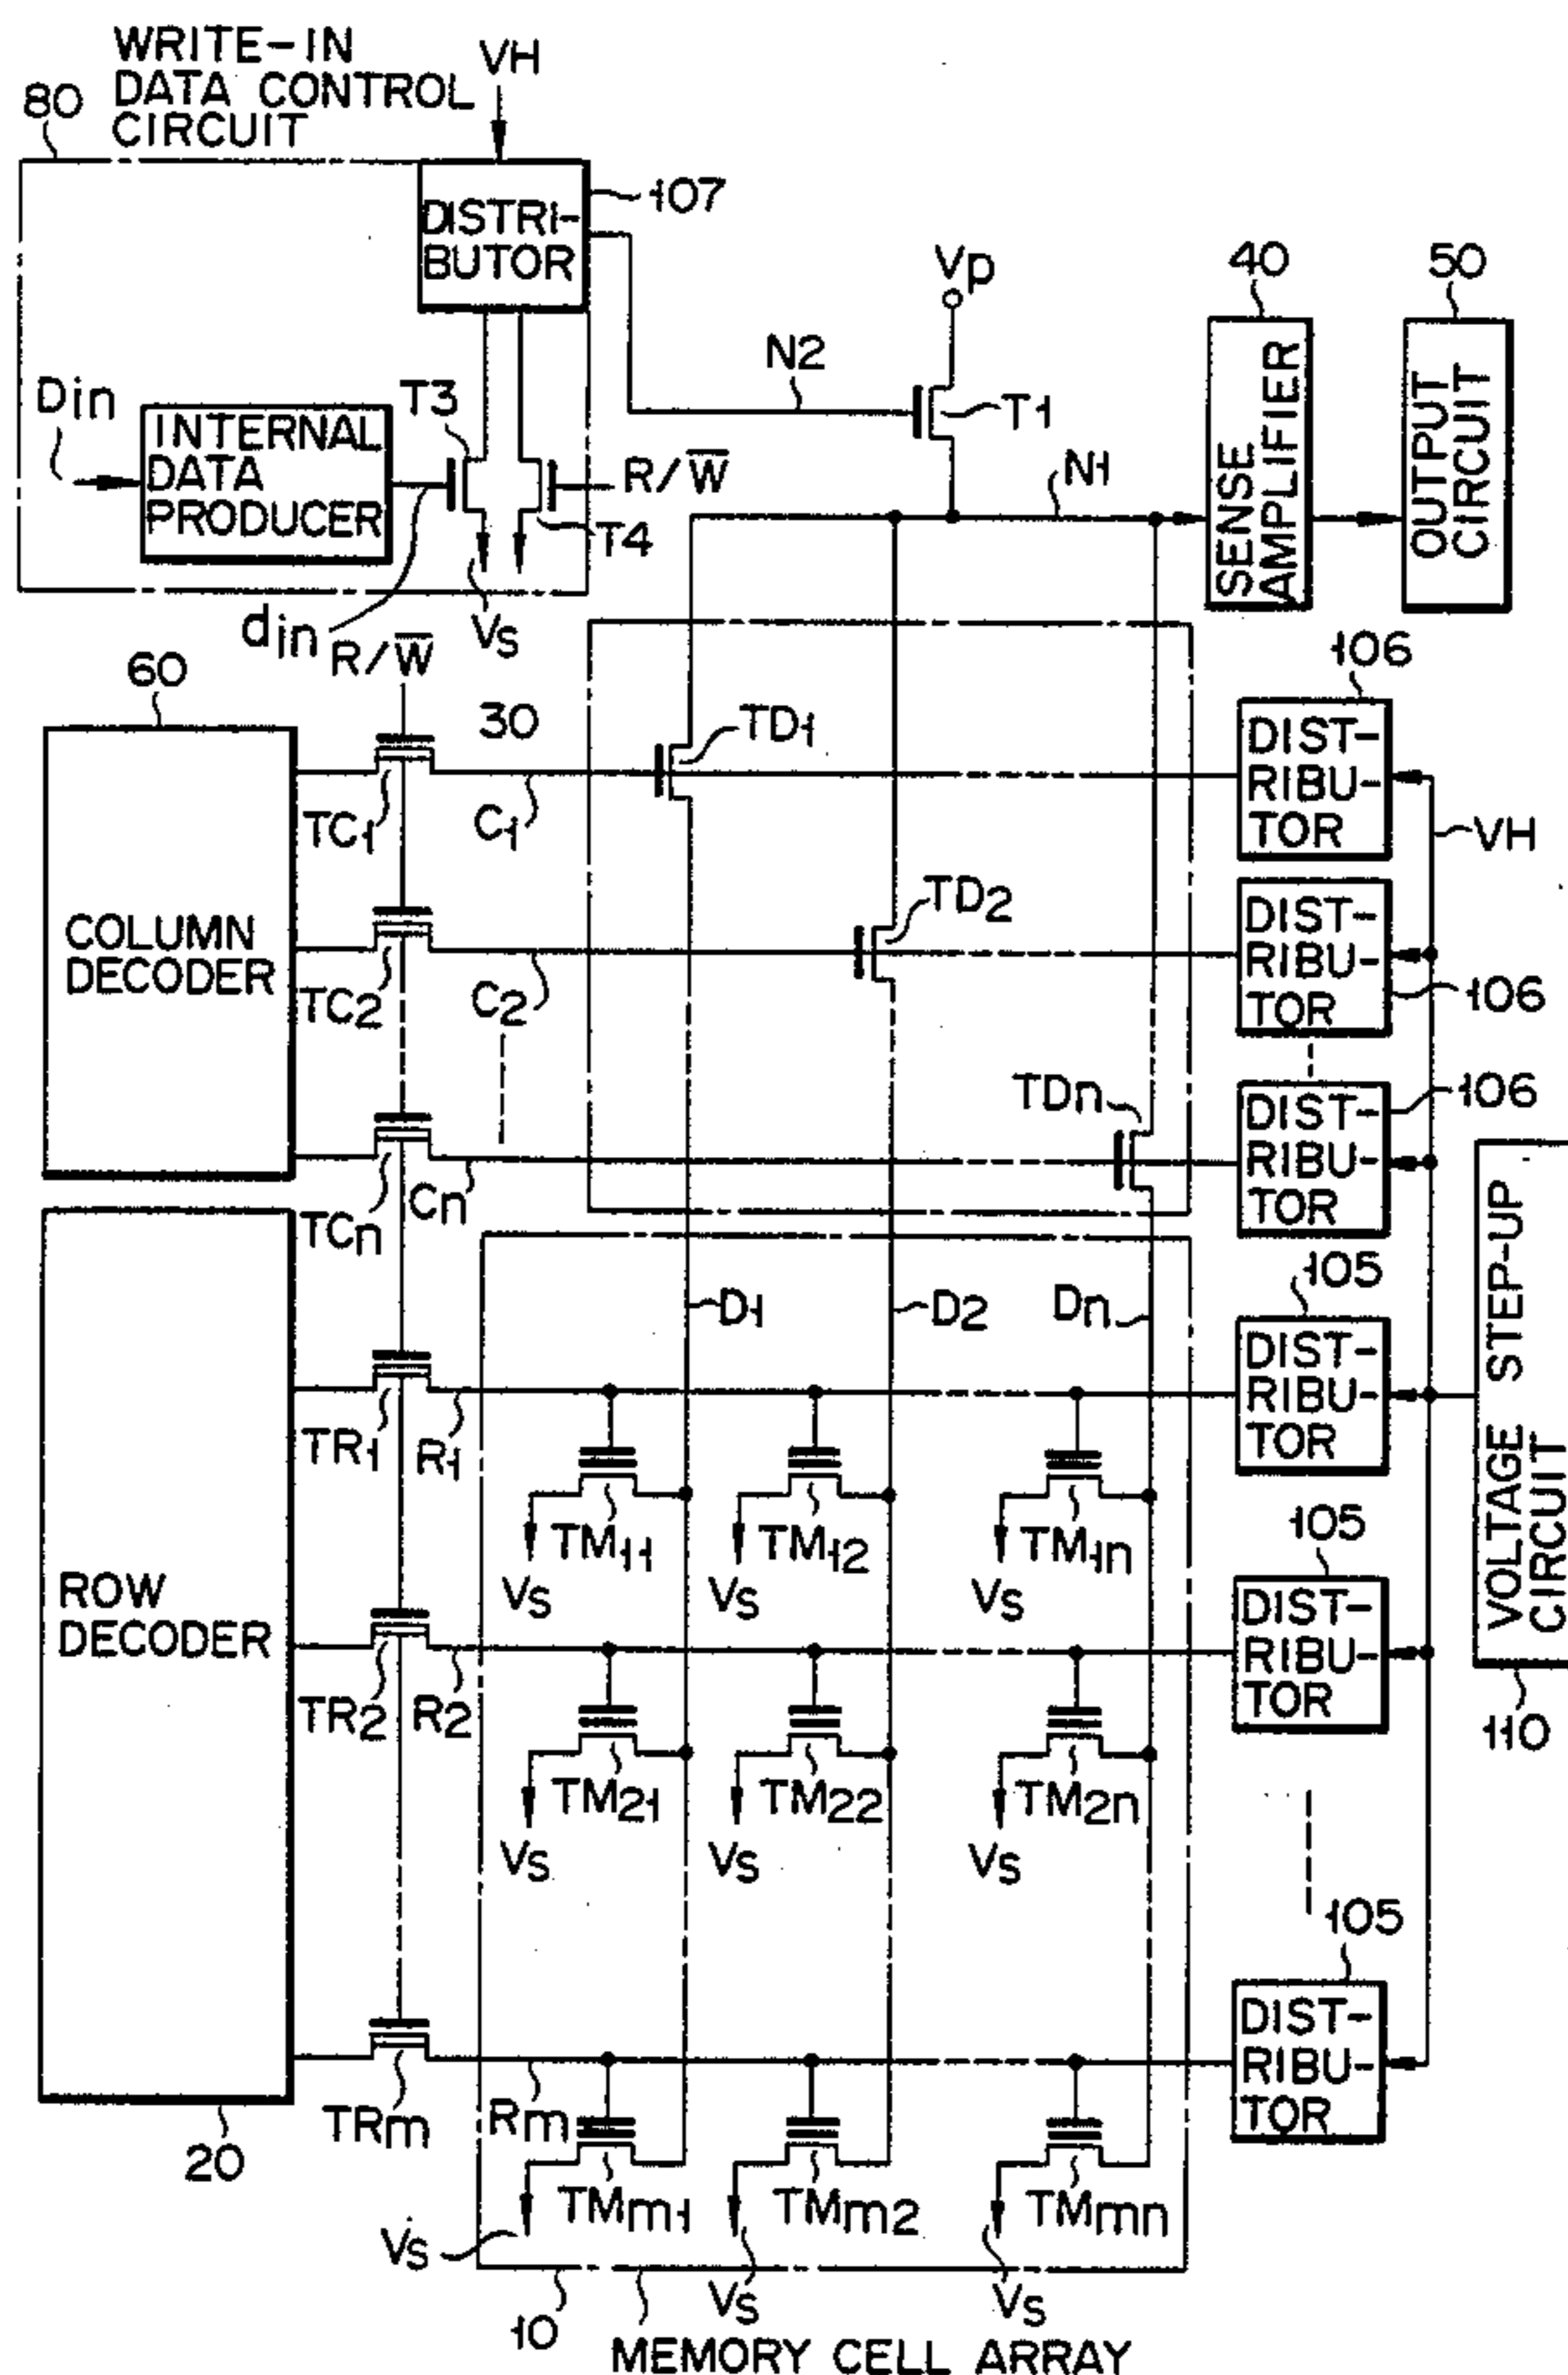 WRITE-IN
DATA CONTROL
CIRCUIT
VH
80
DISTRI-
BUTOR
107
Vp
40
50
N2
T1
Din
T3
INTERNAL
DATA
PRODUCER
R/W̅
T4
N1
SENSE
AMPLIFIER
OUTPUT
CIRCUIT
din
R/W̅
Vs
60
30
TD1
106
DIST-
RIBU-
TOR
VH
TC1
C1
COLUMN
DECODER
TD2
DIST-
RIBU-
TOR
106
TC2
C2
TDn
106
DIST-
RIBU-
TOR
TCn
Cn
VOLTAGE STEP-UP
CIRCUIT
110
D1
D2
Dn
105
DIST-
RIBU-
TOR
TR1
R1
TM11
TM12
TM1n
Vs
Vs
Vs
ROW
DECODER
105
DIST-
RIBU-
TOR
TR2
R2
TM21
TM22
TM2n
Vs
Vs
Vs
105
DIST-
RIBU-
TOR
TRm
Rm
20
TMm1
TMm2
TMmn
Vs
Vs
Vs
10
MEMORY CELL ARRAY